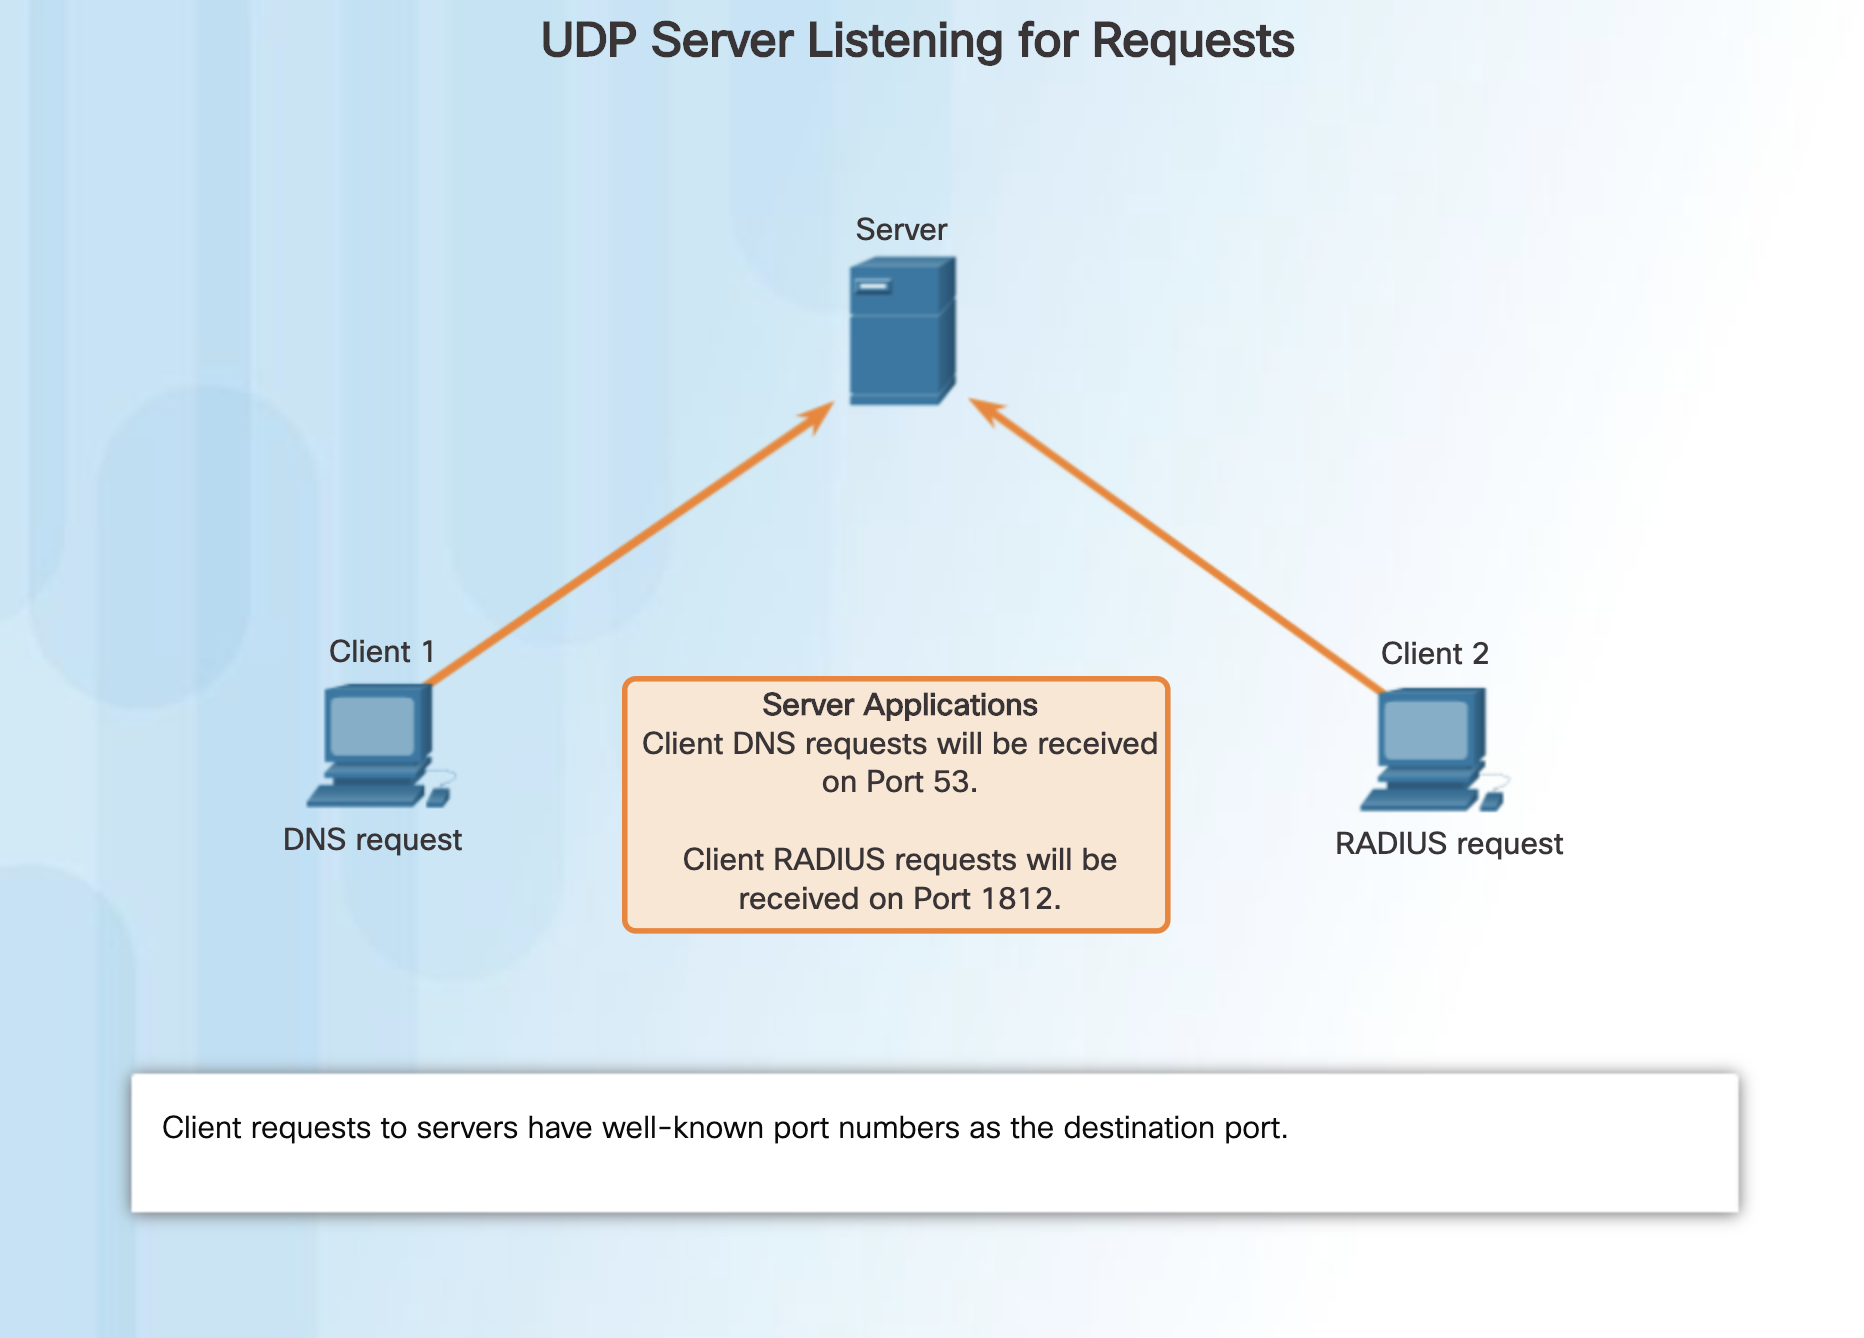 UDP Server Listening for Requests
Server
Client 1
Client 2
Server Applications
Client DNS requests will be received
on Port 53.
Client RADIUS requests will be
received on Port 1812.
DNS request
RADIUS request
Client requests to servers have well-known port numbers as the destination port.